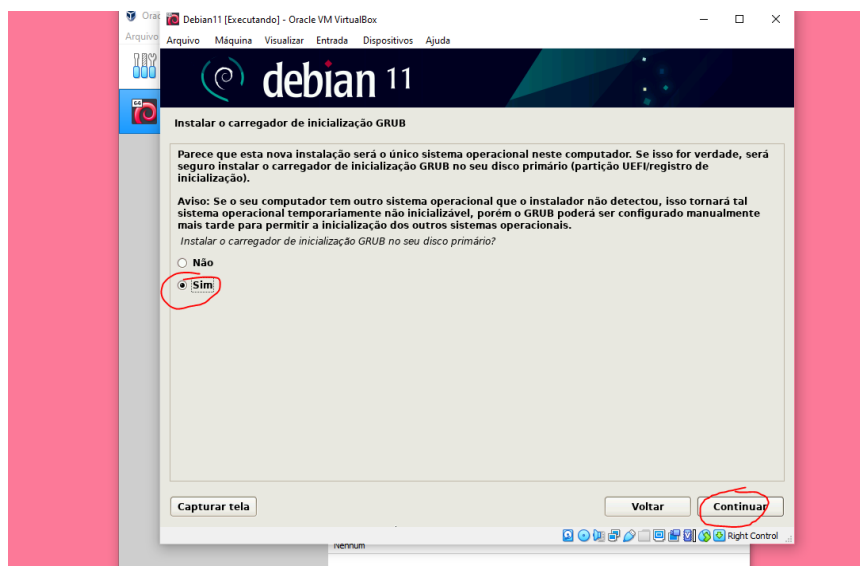 Orac
Debian11 [Executando] - Oracle VM VirtualBox
Arquivo
Arquivo Máquina Visualizar Entrada Dispositivos Ajuda
debian 11
64
Instalar o carregador de inicialização GRUB
Parece que esta nova instalação será o único sistema operacional neste computador. Se isso for verdade, será
seguro instalar o carregador de inicialização GRUB no seu disco primário (partição UEFI/registro de
inicialização).
Aviso: Se o seu computador tem outro sistema operacional que o instalador não detectou, isso tornará tal
sistema operacional temporariamente não inicializável, porém o GRUB poderá ser configurado manualmente
mais tarde para permitir a inicialização dos outros sistemas operacionais.
Instalar o carregador de inicialização GRUB no seu disco primário?
Não
Sim
Capturar tela
Voltar
Continuar
Right Control
Nenhum